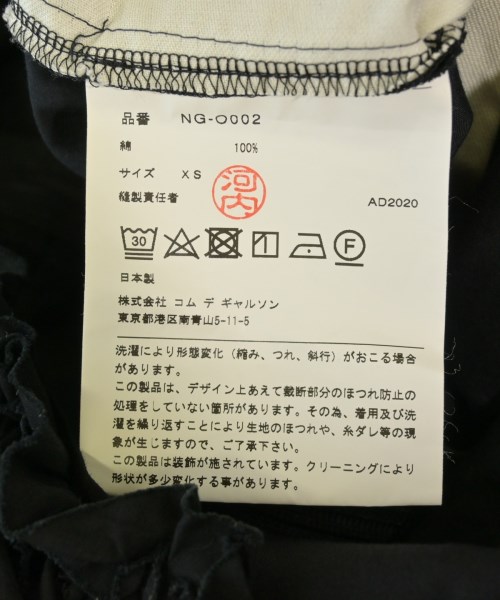 品番 NG-O002
綿 100%
サイズ XS
河内
縫製責任者 AD2020
30 F
日本製
株式会社 コム デ ギャルソン
東京都港区南青山5-11-5
洗濯により形態変化（縮み、つれ、斜行）がおこる場合
があります。
この製品は、デザイン上あえて裁断部分のほつれ防止の
処理をしていない箇所があります。その為、着用及び洗
濯を繰り返すことにより生地のほつれや、糸ダレ等の現
象が生じますので、ご了承下さい。
この製品は装飾が施されています。クリーニングにより
形状が多少変化する事があります。